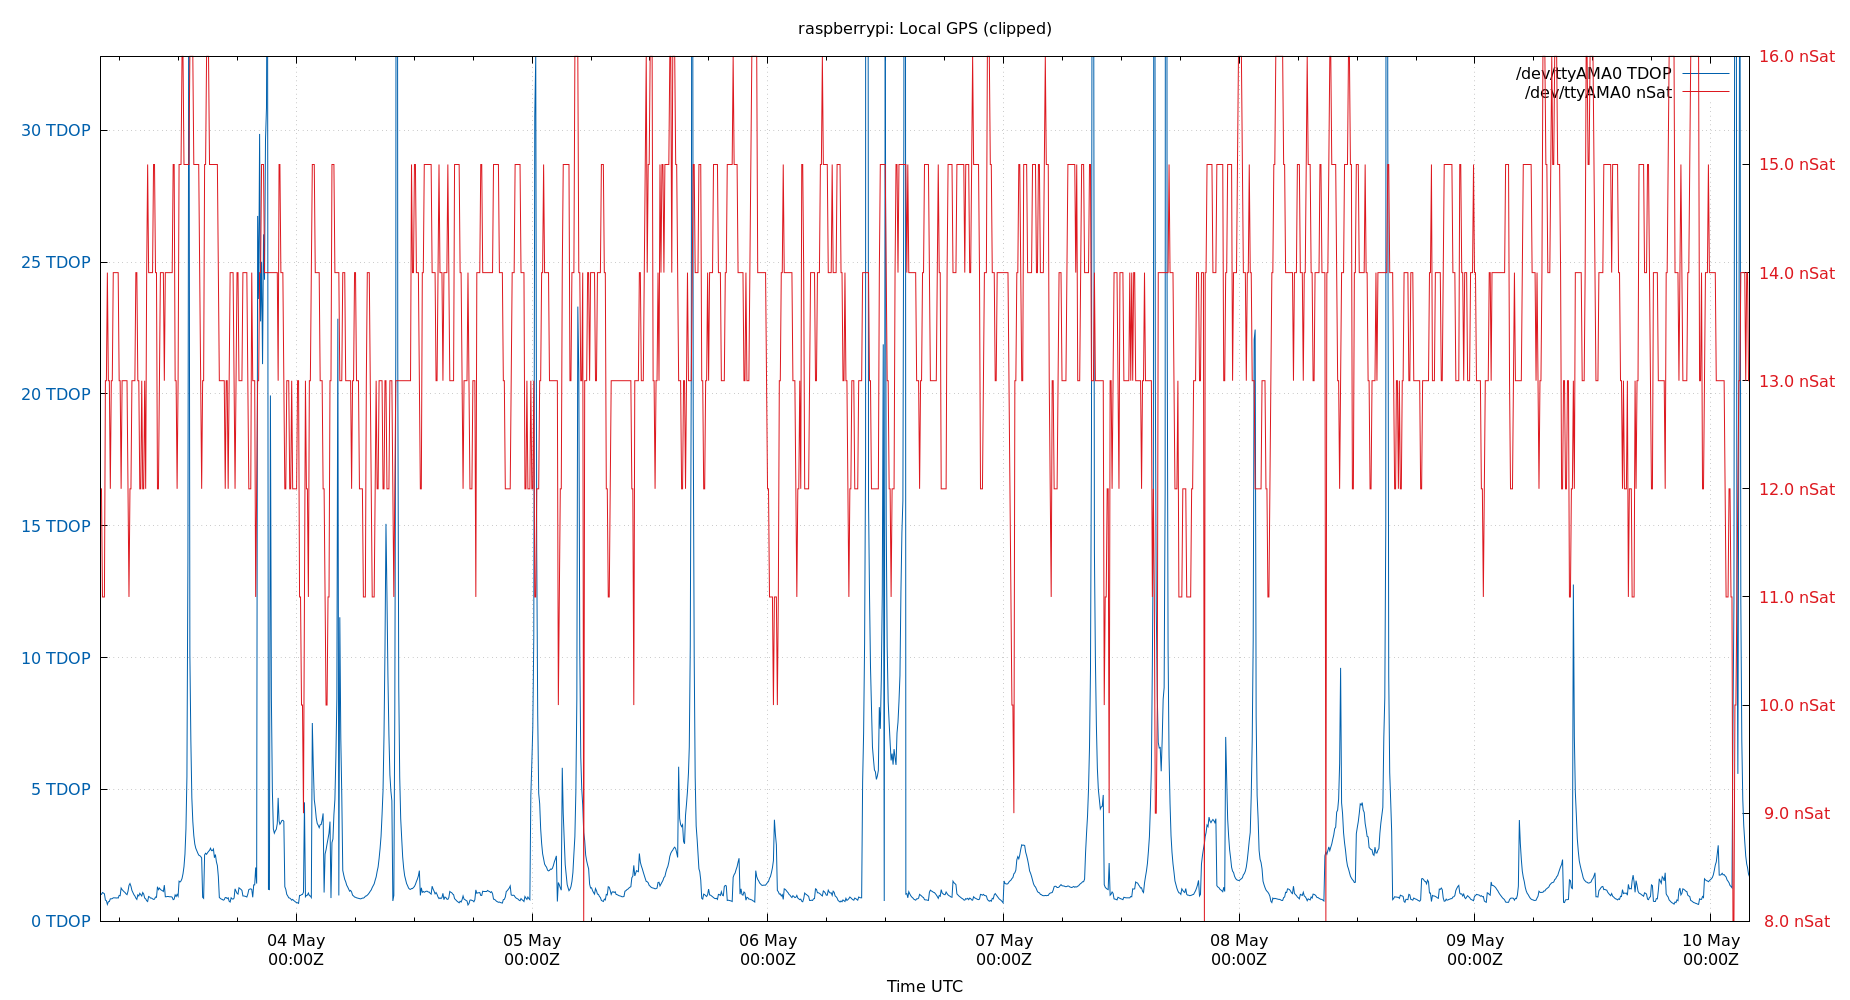 raspberrypi: Local GPS (clipped)
16.0 nSat
/dev/ttyAMA0 TDOP
/dev/ttyAMA0 nSat
30 TDOP
15.0 nSat
25 TDOP
14.0 nSat
20 TDOP
13.0 nSat
12.0 nSat
15 TDOP
11.0 nSat
10 TDOP
10.0 nSat
5 TDOP
9.0 nSat
0 TDOP
8.0 nSat
04 May 05 May 06 May 07 May 08 May 09 May 10 May
00:00Z 00:00Z 00:00Z 00:00Z 00:00Z 00:00Z 00:00Z
Time UTC